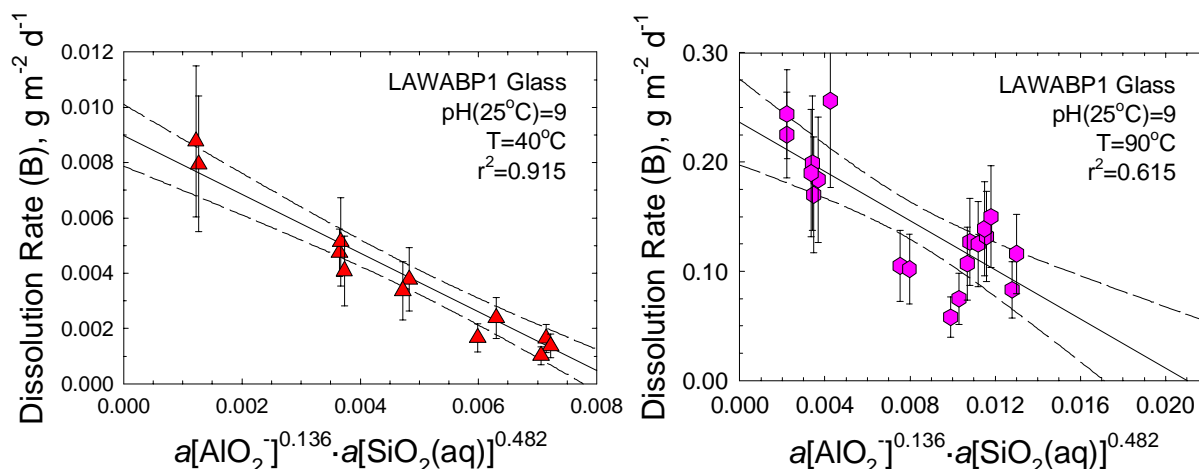 Dissolution Rate (B), g m⁻² d⁻¹
0.012
0.010
0.008
0.006
0.004
0.002
0.000
LAWABP1 Glass
pH(25°C)=9
T=40°C
r²=0.915
0.000 0.002 0.004 0.006 0.008
a[AlO₂⁻]⁰·¹³⁶·a[SiO₂(aq)]⁰·⁴⁸²
Dissolution Rate (B), g m⁻² d⁻¹
0.30
0.20
0.10
0.00
LAWABP1 Glass
pH(25°C)=9
T=90°C
r²=0.615
0.000 0.004 0.008 0.012 0.016 0.020
a[AlO₂⁻]⁰·¹³⁶·a[SiO₂(aq)]⁰·⁴⁸²